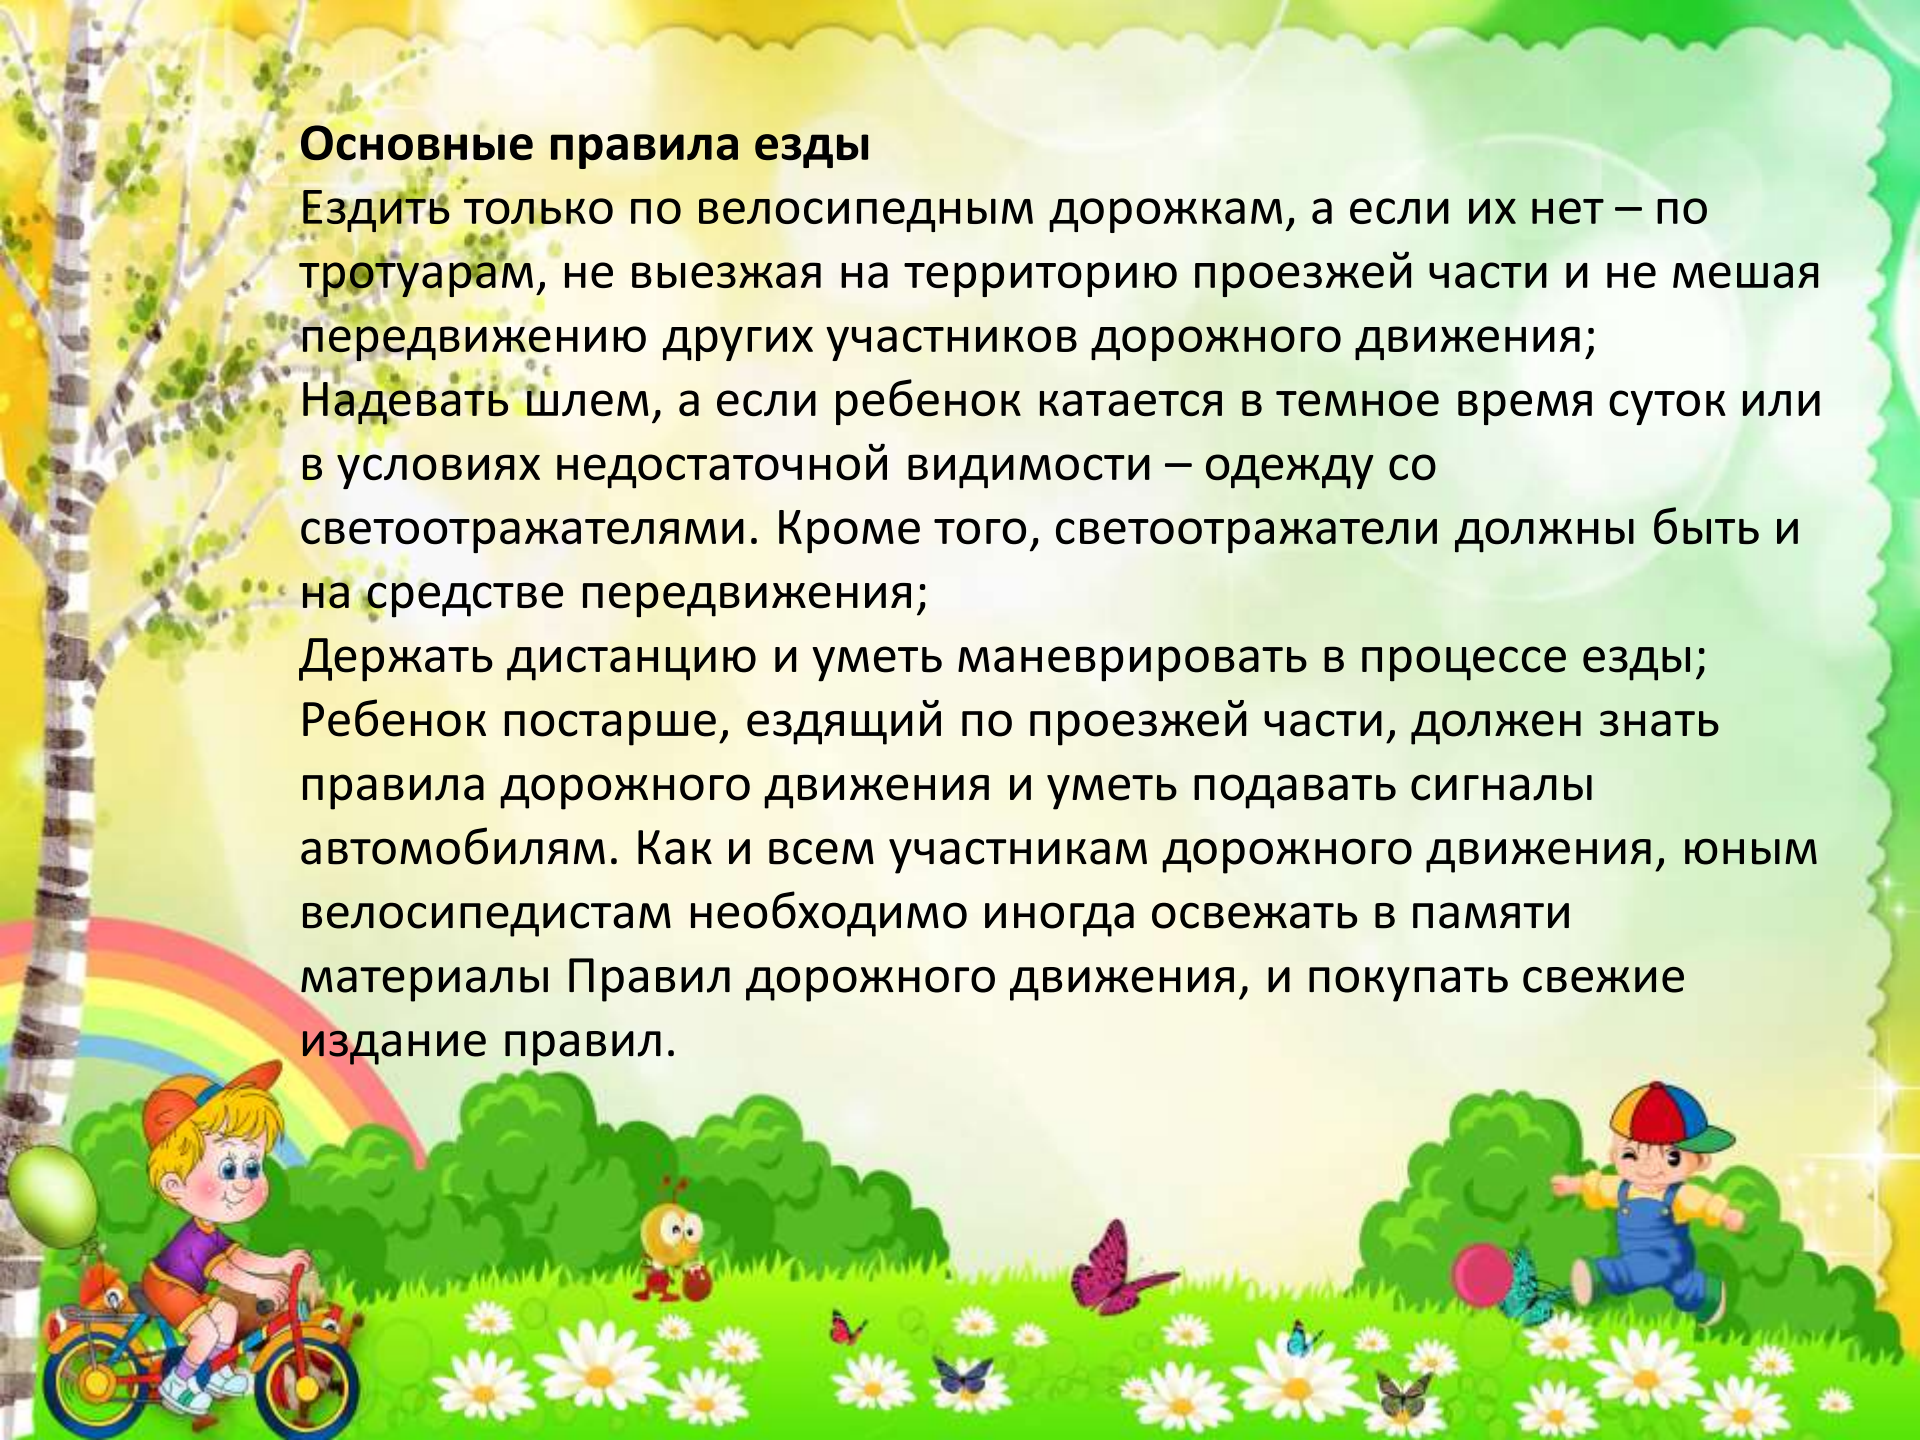 Основные правила езды
Ездить только по велосипедным дорожкам, а если их нет – по
тротуарам, не выезжая на территорию проезжей части и не мешая
передвижению других участников дорожного движения;
Надевать шлем, а если ребенок катается в темное время суток или
в условиях недостаточной видимости – одежду со
светоотражателями. Кроме того, светоотражатели должны быть и
на средстве передвижения;
Держать дистанцию и уметь маневрировать в процессе езды;
Ребенок постарше, ездящий по проезжей части, должен знать
правила дорожного движения и уметь подавать сигналы
автомобилям. Как и всем участникам дорожного движения, юным
велосипедистам необходимо иногда освежать в памяти
материалы Правил дорожного движения, и покупать свежие
издание правил.